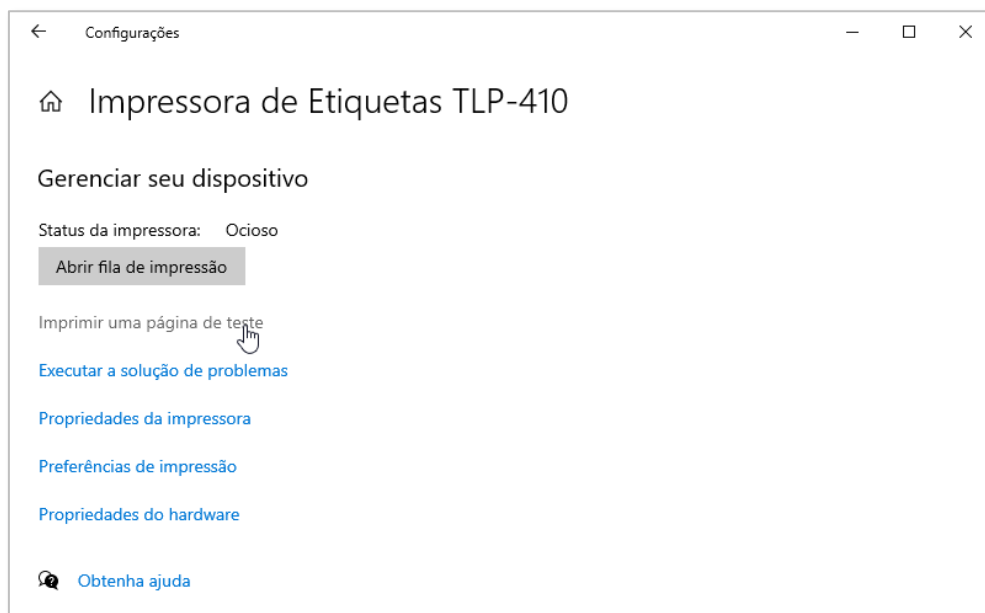 Configurações
Impressora de Etiquetas TLP-410
Gerenciar seu dispositivo
Status da impressora: Ocioso
Abrir fila de impressão
Imprimir uma página de teste
Executar a solução de problemas
Propriedades da impressora
Preferências de impressão
Propriedades do hardware
Obtenha ajuda